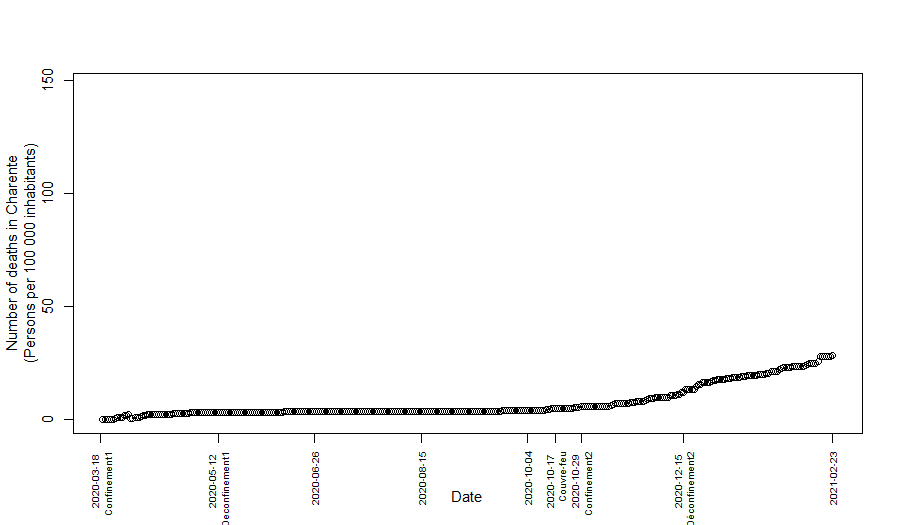 Number of deaths in Charente
(Persons per 100 000 inhabitants)
150
100
50
0
2020-03-18
Confinement1
2020-05-12
Déconfinement1
2020-06-26
2020-08-15
2020-10-04
2020-10-17
Couvre-feu
2020-10-29
Confinement2
2020-12-15
Déconfinement2
2021-02-23
Date